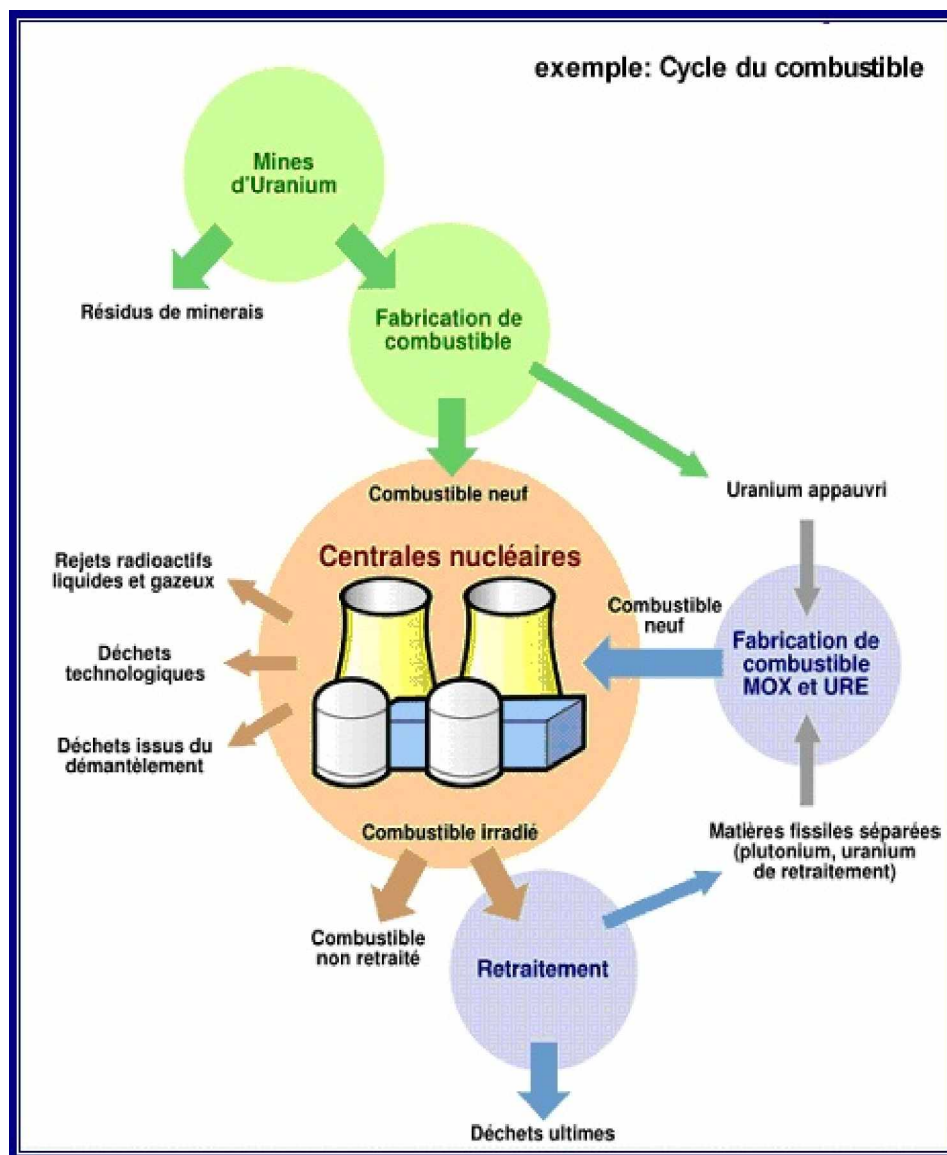 exemple: Cycle du combustible
Mines
d'Uranium
Résidus de minerais
Fabrication de
combustible
Combustible neuf
Uranium appauvri
Centrales nucléaires
Rejets radioactifs
liquides et gazeux
Déchets
technologiques
Déchets issus du
démantèlement
Combustible
neuf
Fabrication de
combustible
MOX et URE
Combustible irradié
Matières fissiles séparées
(plutonium, uranium
de retraitement)
Combustible
non retraité
Retraitement
Déchets ultimes